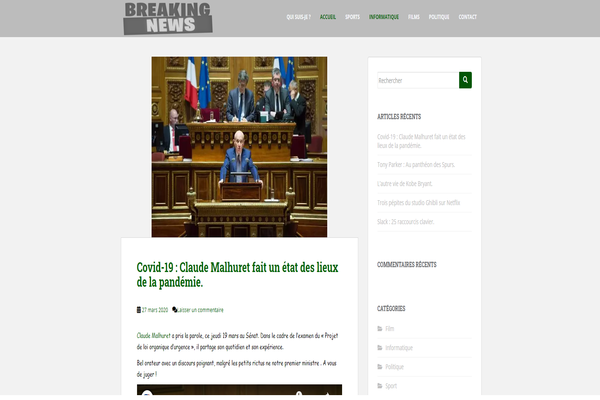 BREAKING
NEWS
QUI SUIS-JE ? ACCUEIL SPORTS INFORMATIQUE FILMS POLITIQUE CONTACT
Covid-19 : Claude Malhuret fait un état des lieux
de la pandémie.
27 mars 2020 Laisser un commentaire
Claude Malhuret a pris la parole, ce jeudi 19 mars au Sénat. Dans le cadre de l'examen du « Projet
de loi organique d'urgence », il partage son quotidien et son expérience.
Bel orateur avec un discours poignant, malgré les petits rictus ne notre premier ministre . A vous
de juger !
Rechercher
ARTICLES RÉCENTS
Covid-19 : Claude Malhuret fait un état des
lieux de la pandémie.
Tony Parker : Au panthéon des Spurs.
L'autre vie de Kobe Bryant.
Trois pépites du studio Ghibli sur Netflix
Slack : 25 raccourcis clavier.
COMMENTAIRES RÉCENTS
CATÉGORIES
Film
Informatique
Politique
Sport